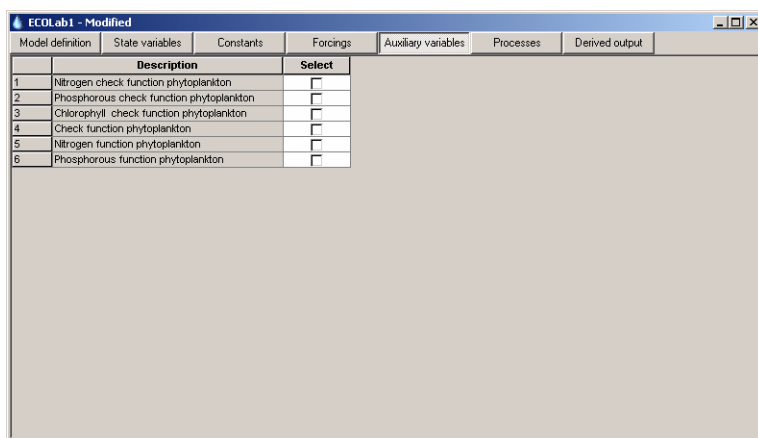 ECOLab1 - Modified
Model definition State variables Constants Forcings Auxiliary variables Processes Derived output
Description Select
1 Nitrogen check function phytoplankton
2 Phosphorous check function phytoplankton
3 Chlorophyll check function phytoplankton
4 Check function phytoplankton
5 Nitrogen function phytoplankton
6 Phosphorous function phytoplankton